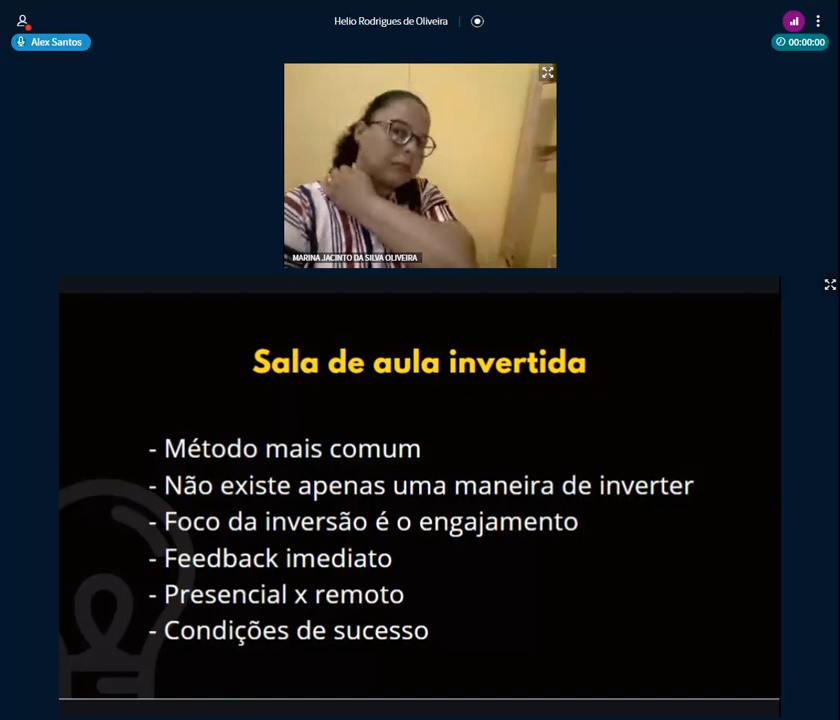 Helio Rodrigues de Oliveira
Alex Santos
00:00:00
MARINA JACINTO DA SILVA OLIVEIRA
Sala de aula invertida
- Método mais comum
- Não existe apenas uma maneira de inverter
- Foco da inversão é o engajamento
- Feedback imediato
- Presencial x remoto
- Condições de sucesso